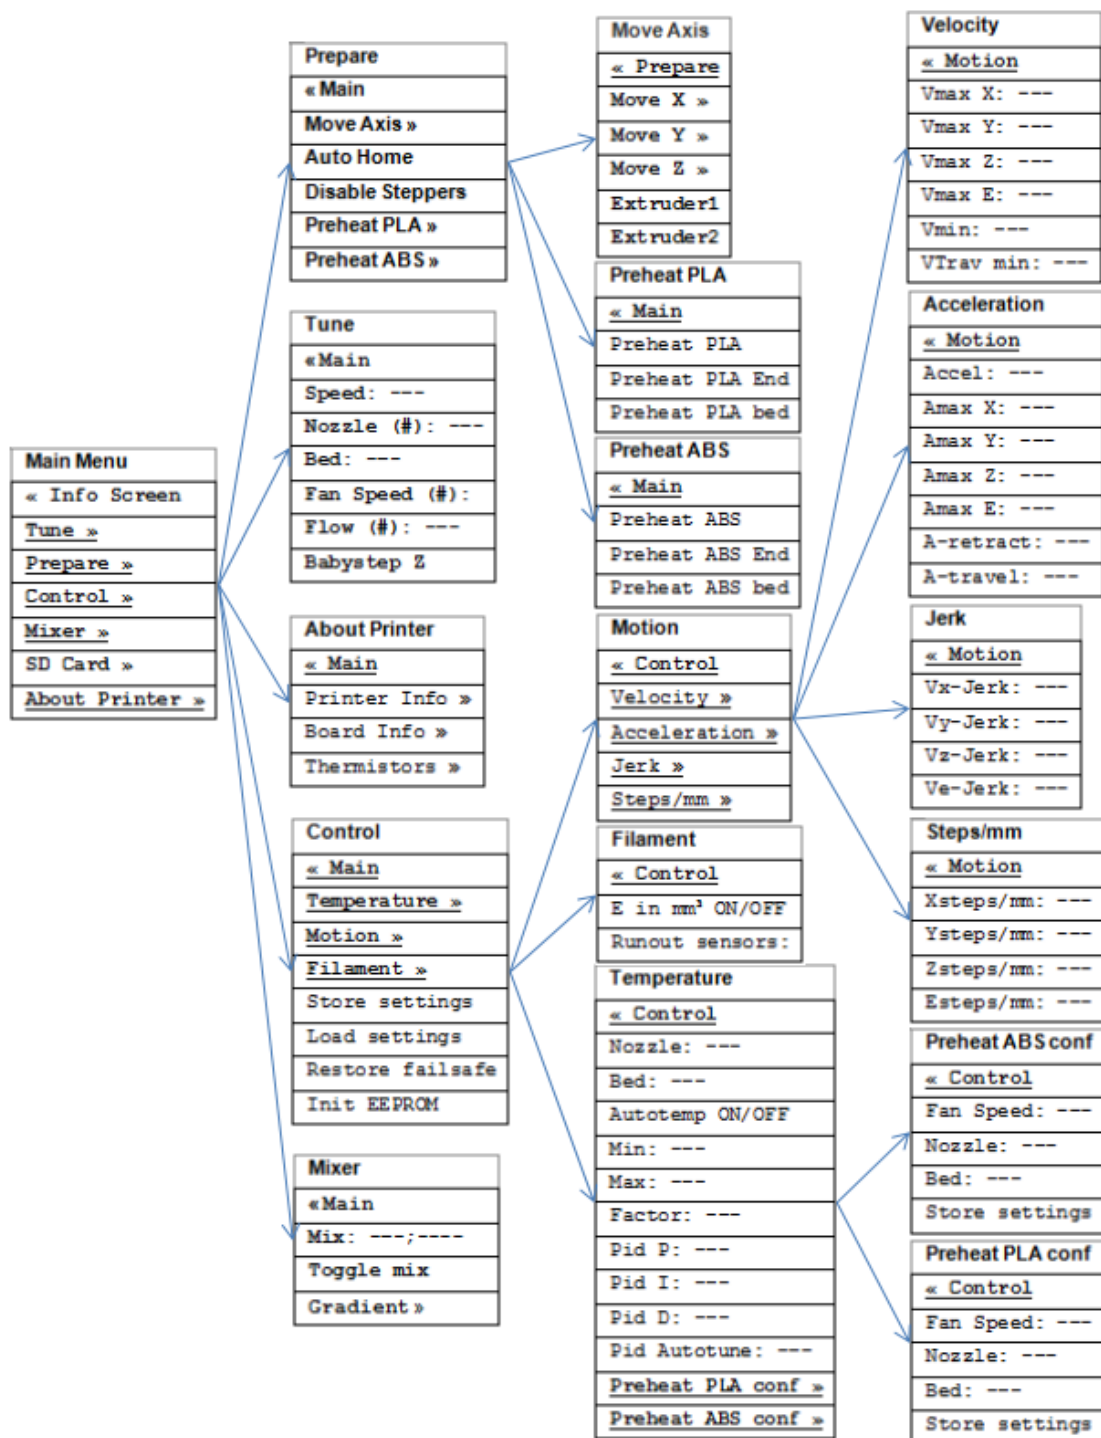 Main Menu
« Info Screen
Tune »
Prepare »
Control »
Mixer »
SD Card »
About Printer »
Prepare
«Main
Move Axis»
Auto Home
Disable Steppers
Preheat PLA»
Preheat ABS»
Tune
«Main
Speed: ---
Nozzle (#): ---
Bed: ---
Fan Speed (#):
Flow (#): ---
Babystep Z
About Printer
« Main
Printer Info »
Board Info »
Thermistors »
Control
« Main
Temperature »
Motion »
Filament »
Store settings
Load settings
Restore failsafe
Init EEPROM
Mixer
«Main
Mix: ---;----
Toggle mix
Gradient»
Move Axis
« Prepare
Move X »
Move Y »
Move Z »
Extruder1
Extruder2
Preheat PLA
« Main
Preheat PLA
Preheat PLA End
Preheat PLA bed
Preheat ABS
« Main
Preheat ABS
Preheat ABS End
Preheat ABS bed
Motion
« Control
Velocity »
Acceleration »
Jerk »
Steps/mm »
Filament
« Control
E in mm³ ON/OFF
Runout sensors:
Temperature
« Control
Nozzle: ---
Bed: ---
Autotemp ON/OFF
Min: ---
Max: ---
Factor: ---
Pid P: ---
Pid I: ---
Pid D: ---
Pid Autotune: ---
Preheat PLA conf »
Preheat ABS conf »
Velocity
« Motion
Vmax X: ---
Vmax Y: ---
Vmax Z: ---
Vmax E: ---
Vmin: ---
VTrav min: ---
Acceleration
« Motion
Accel: ---
Amax X: ---
Amax Y: ---
Amax Z: ---
Amax E: ---
A-retract: ---
A-travel: ---
Jerk
« Motion
Vx-Jerk: ---
Vy-Jerk: ---
Vz-Jerk: ---
Ve-Jerk: ---
Steps/mm
« Motion
Xsteps/mm: ---
Ysteps/mm: ---
Zsteps/mm: ---
Esteps/mm: ---
Preheat ABS conf
« Control
Fan Speed: ---
Nozzle: ---
Bed: ---
Store settings
Preheat PLA conf
« Control
Fan Speed: ---
Nozzle: ---
Bed: ---
Store settings